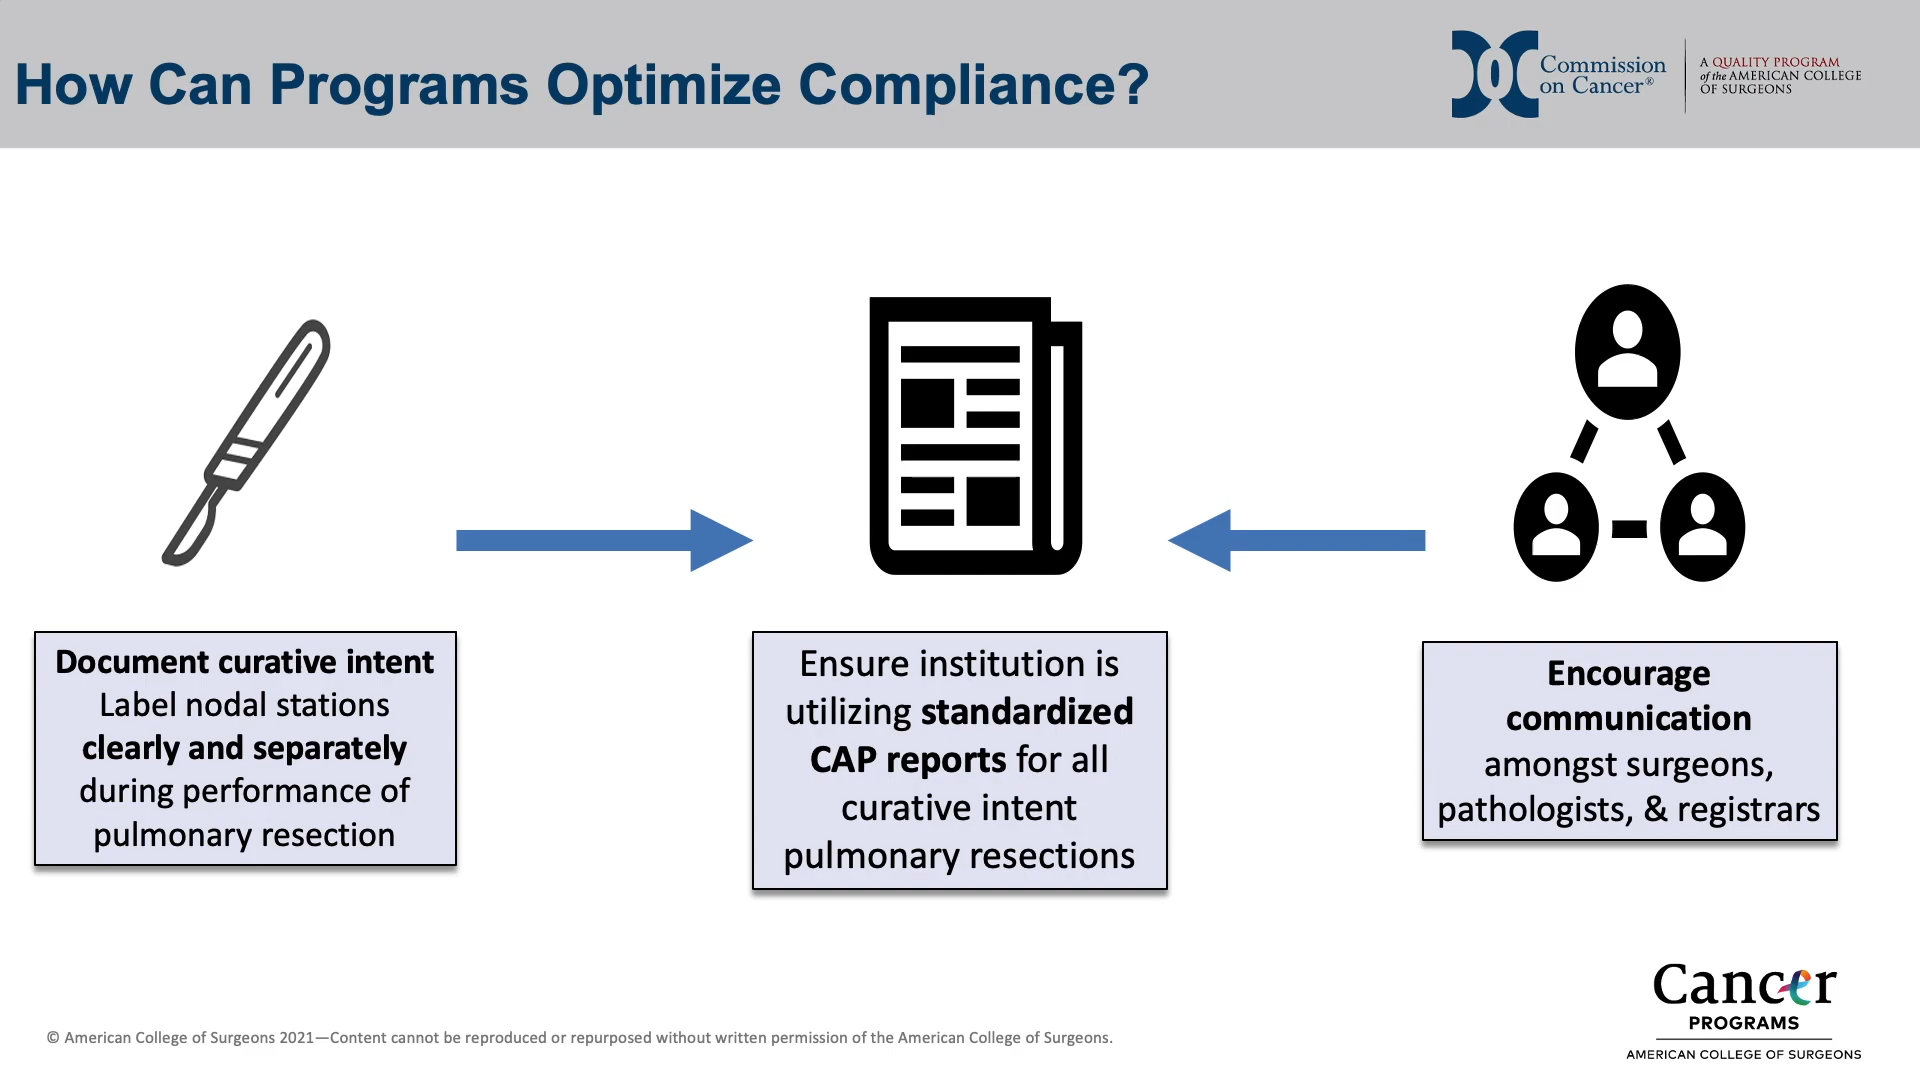 How Can Programs Optimize Compliance?
Commission
on Cancer®
A QUALITY PROGRAM
of the AMERICAN COLLEGE
OF SURGEONS
Document curative intent
Label nodal stations
clearly and separately
during performance of
pulmonary resection
Ensure institution is
utilizing standardized
CAP reports for all
curative intent
pulmonary resections
Encourage
communication
amongst surgeons,
pathologists, & registrars
© American College of Surgeons 2021—Content cannot be reproduced or repurposed without written permission of the American College of Surgeons.
Cancer
PROGRAMS
AMERICAN COLLEGE OF SURGEONS